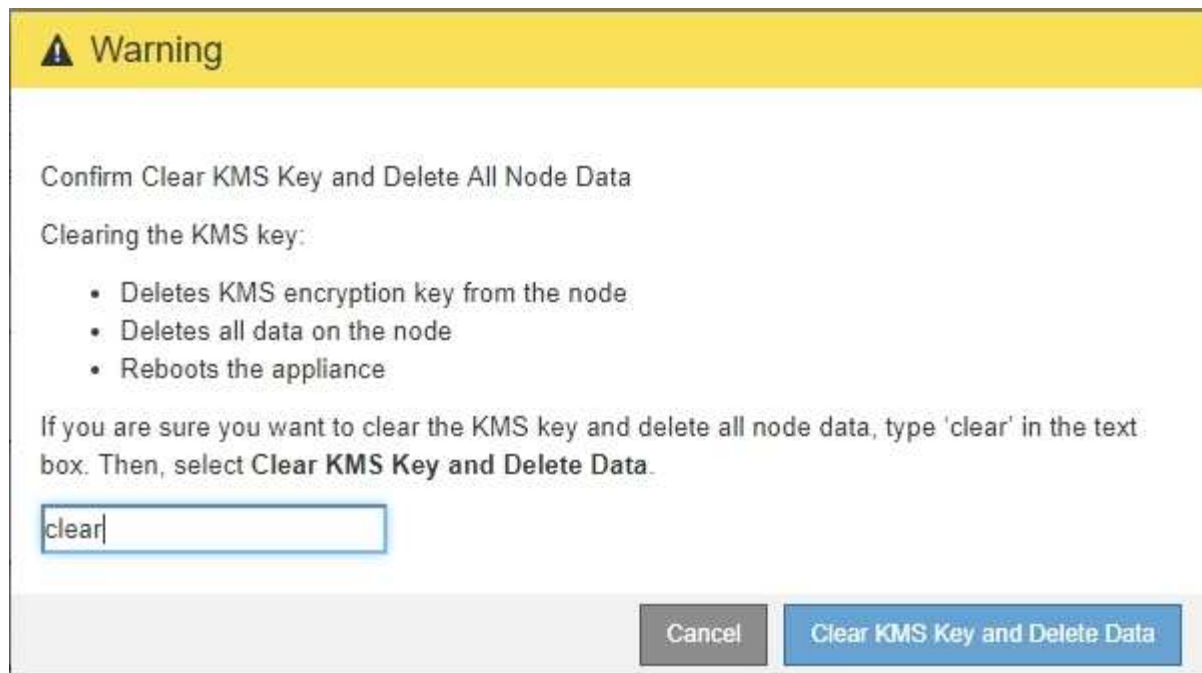 Warning
Confirm Clear KMS Key and Delete All Node Data
Clearing the KMS key:
• Deletes KMS encryption key from the node
• Deletes all data on the node
• Reboots the appliance
If you are sure you want to clear the KMS key and delete all node data, type ‘clear’ in the text
box. Then, select Clear KMS Key and Delete Data.
clear
Cancel
Clear KMS Key and Delete Data